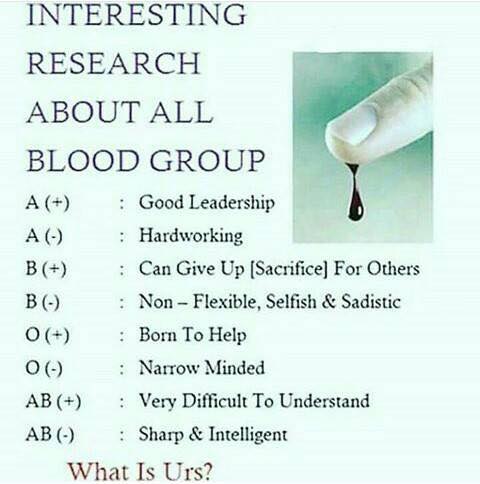 INTERESTING
RESEARCH
ABOUT ALL
BLOOD GROUP
A (+) : Good Leadership
A (-) : Hardworking
B (+) : Can Give Up [Sacrifice] For Others
B (-) : Non – Flexible, Selfish & Sadistic
O (+) : Born To Help
O (-) : Narrow Minded
AB (+) : Very Difficult To Understand
AB (-) : Sharp & Intelligent
What Is Urs?